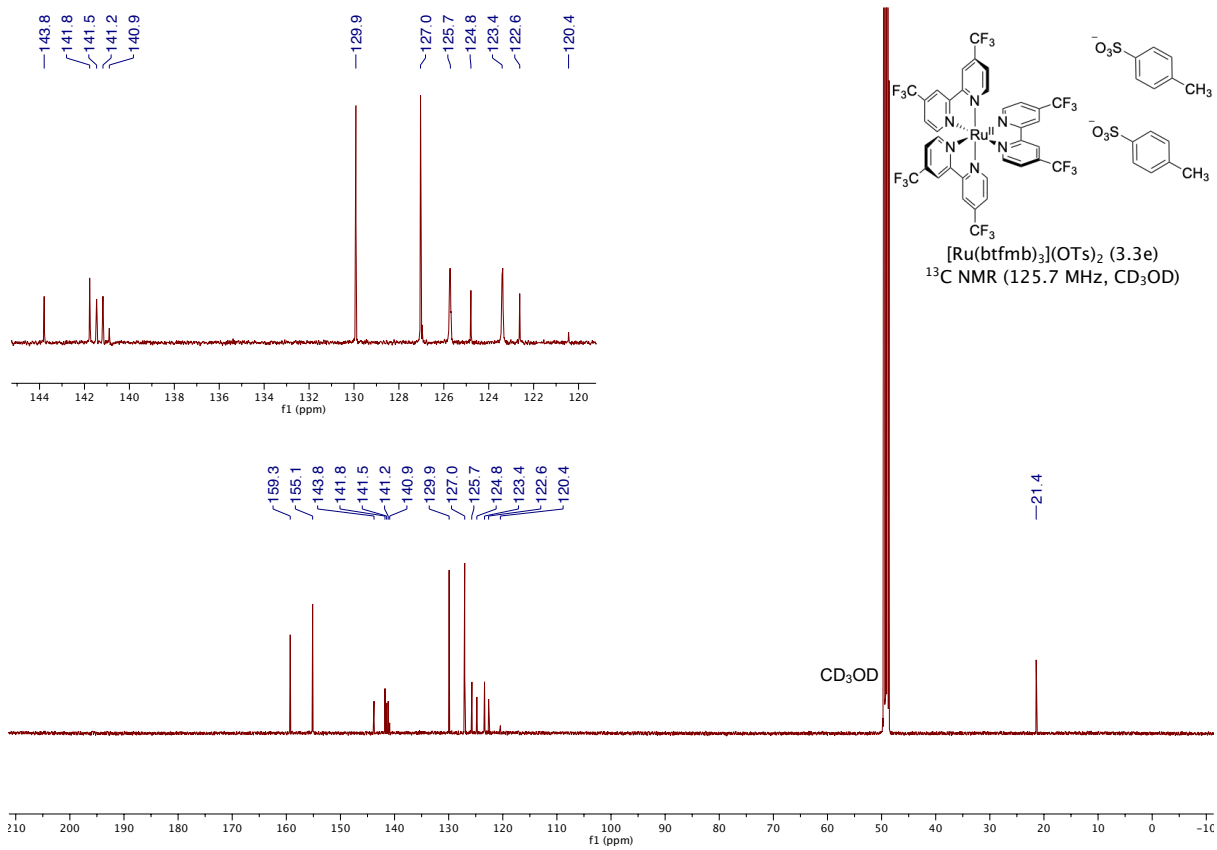 143.8
141.8
141.5
141.2
140.9
129.9
127.0
125.7
124.8
123.4
122.6
120.4
144 142 140 138 136 134 132 130 128 126 124 122 120
f1 (ppm)
CF₃
CF₃
N
N
N
N
N
N
Ruᴵᴵ
CF₃
CF₃
F₃C
CF₃
⁻O₃S
CH₃
⁻O₃S
CH₃
[Ru(btfmb)₃](OTs)₂ (3.3e)
¹³C NMR (125.7 MHz, CD₃OD)
159.3
155.1
143.8
141.8
141.5
141.2
140.9
129.9
127.0
125.7
124.8
123.4
122.6
120.4
21.4
CD₃OD
210 200 190 180 170 160 150 140 130 120 110 100 90 80 70 60 50 40 30 20 10 0 -10
f1 (ppm)